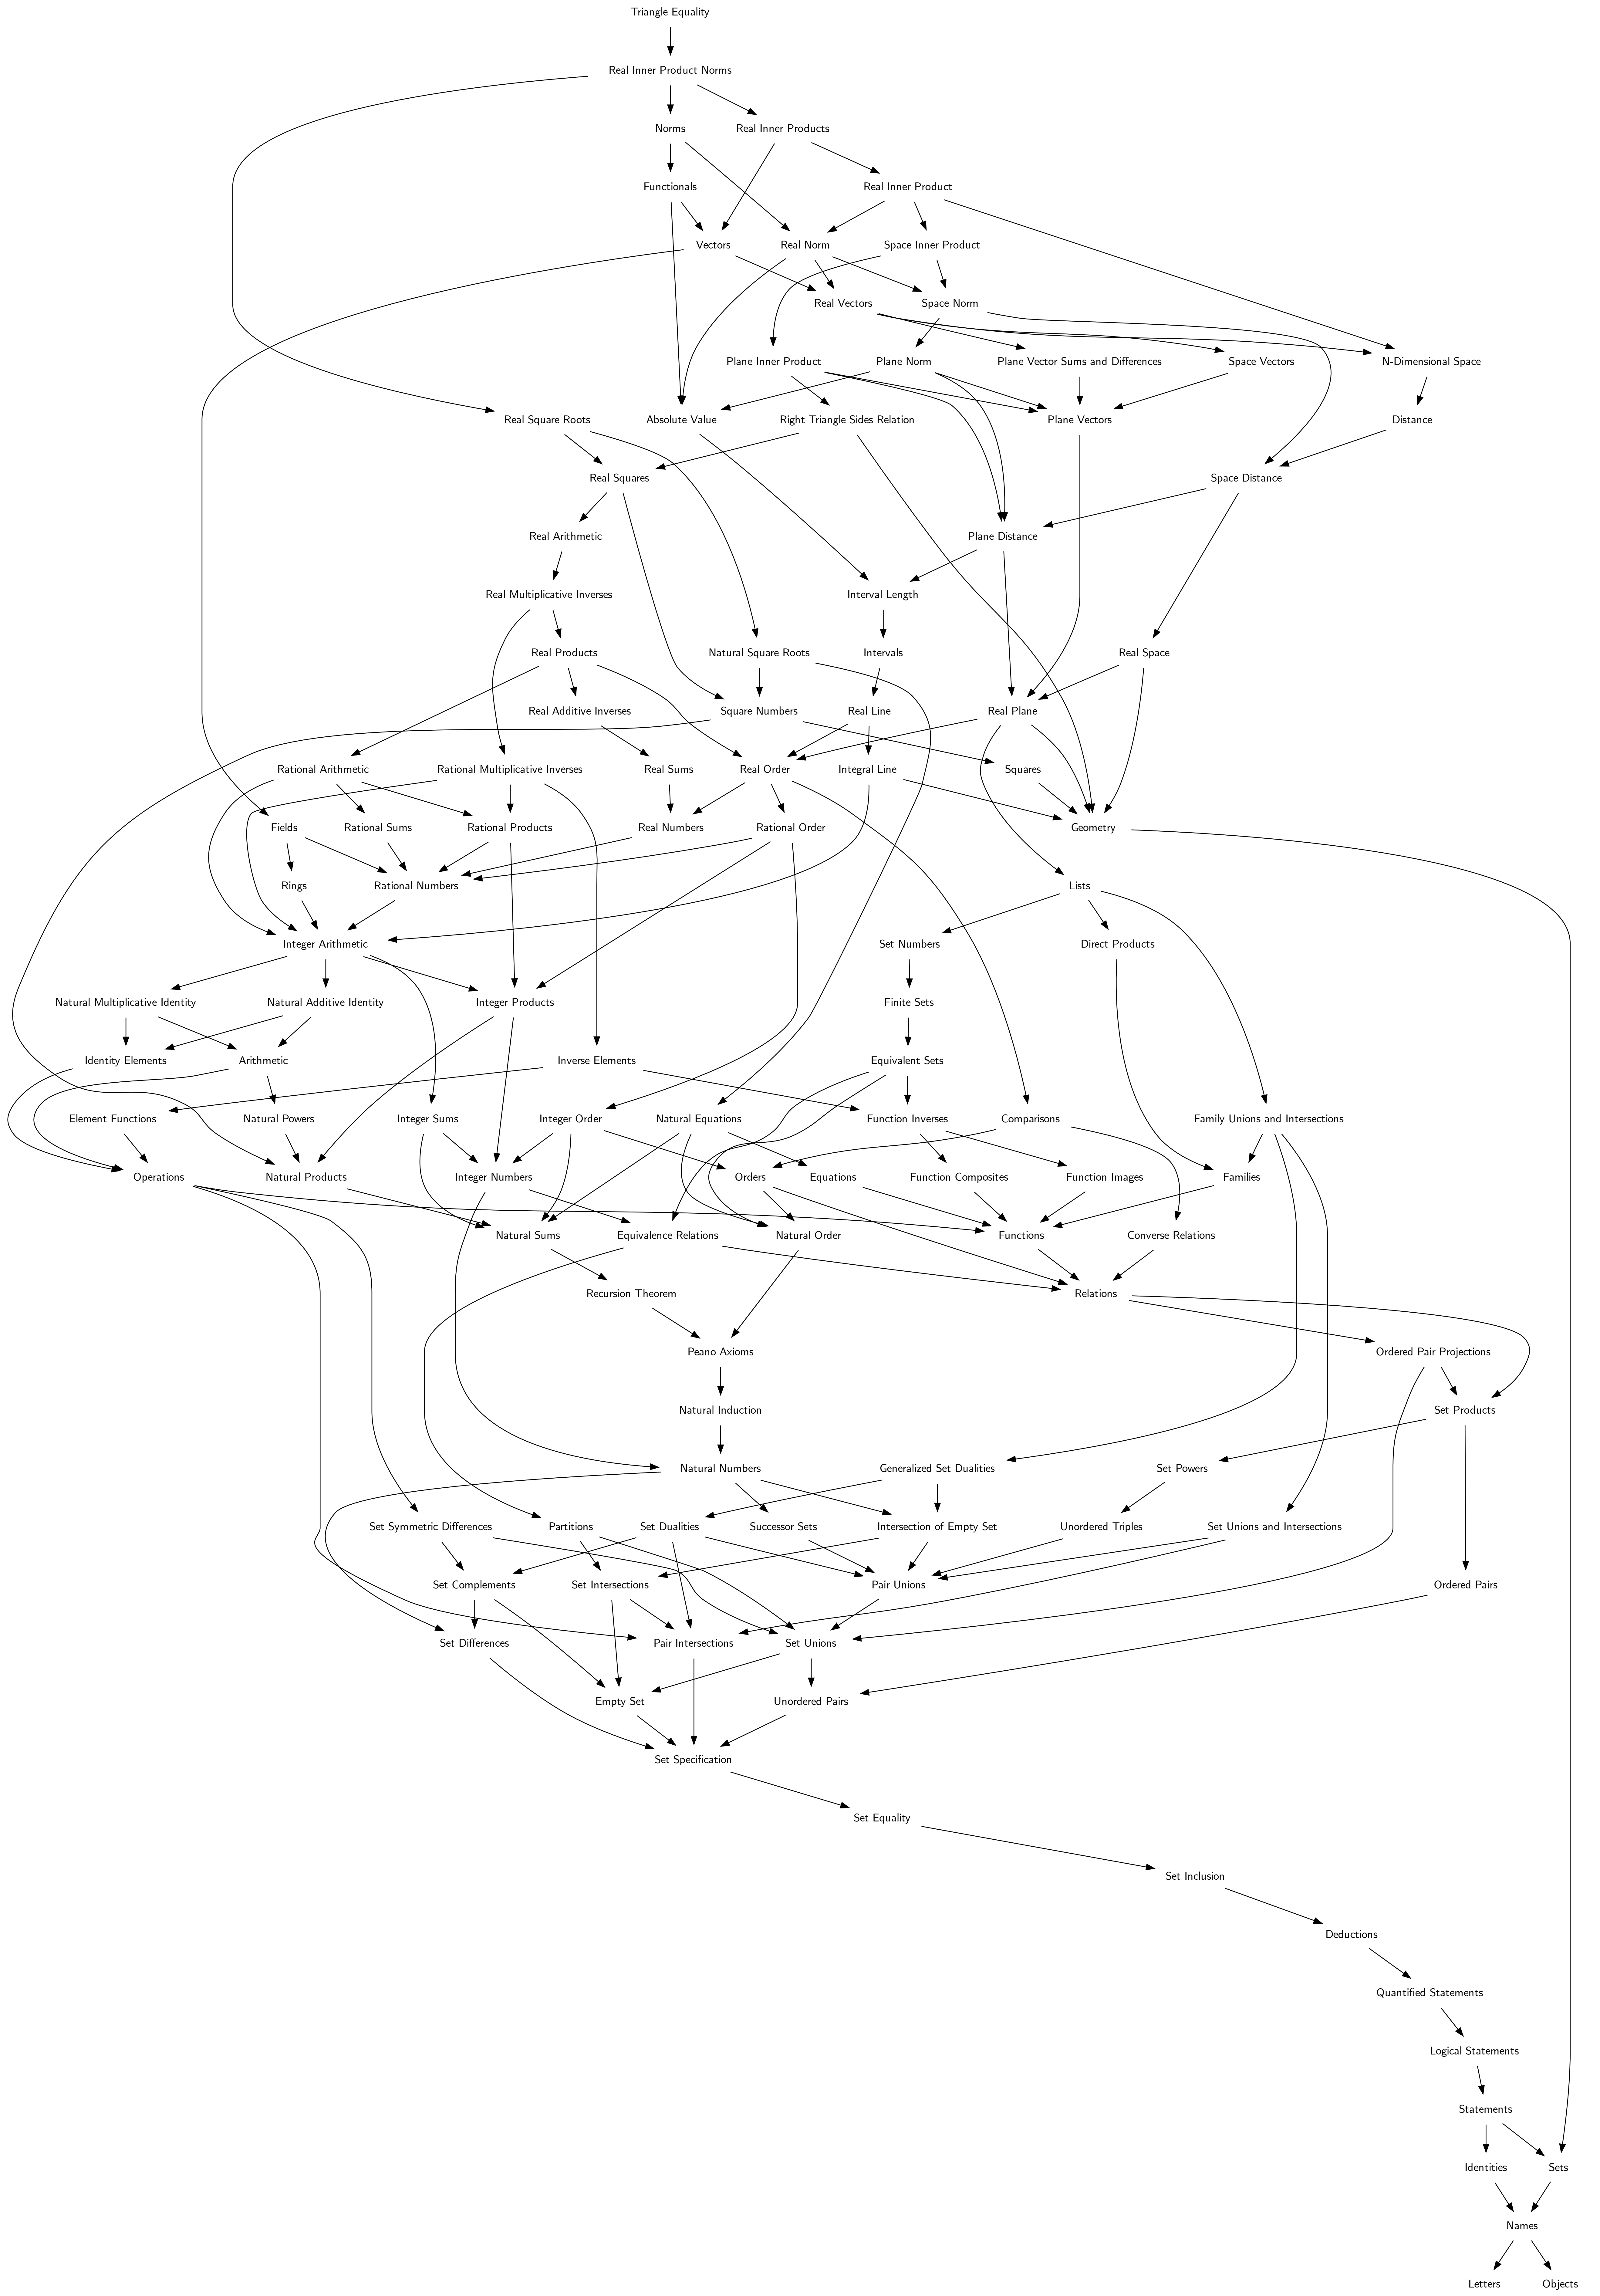 Triangle Equality
Real Inner Product Norms
Norms
Real Inner Products
Functionals
Real Inner Product
Vectors
Real Norm
Space Inner Product
Real Vectors
Space Norm
Plane Inner Product
Plane Norm
Plane Vector Sums and Differences
Space Vectors
N-Dimensional Space
Real Square Roots
Absolute Value
Right Triangle Sides Relation
Plane Vectors
Distance
Real Squares
Space Distance
Real Arithmetic
Plane Distance
Real Multiplicative Inverses
Interval Length
Real Products
Natural Square Roots
Intervals
Real Space
Real Additive Inverses
Square Numbers
Real Line
Real Plane
Rational Arithmetic
Rational Multiplicative Inverses
Real Sums
Real Order
Integral Line
Squares
Fields
Rational Sums
Rational Products
Real Numbers
Rational Order
Geometry
Rings
Rational Numbers
Lists
Integer Arithmetic
Set Numbers
Direct Products
Natural Multiplicative Identity
Natural Additive Identity
Integer Products
Finite Sets
Identity Elements
Arithmetic
Inverse Elements
Equivalent Sets
Element Functions
Natural Powers
Integer Sums
Integer Order
Natural Equations
Function Inverses
Comparisons
Family Unions and Intersections
Operations
Natural Products
Integer Numbers
Orders
Equations
Function Composites
Function Images
Families
Natural Sums
Equivalence Relations
Natural Order
Functions
Converse Relations
Recursion Theorem
Relations
Peano Axioms
Ordered Pair Projections
Natural Induction
Set Products
Natural Numbers
Generalized Set Dualities
Set Powers
Set Symmetric Differences
Partitions
Set Dualities
Successor Sets
Intersection of Empty Set
Unordered Triples
Set Unions and Intersections
Set Complements
Set Intersections
Pair Unions
Ordered Pairs
Set Differences
Pair Intersections
Set Unions
Empty Set
Unordered Pairs
Set Specification
Set Equality
Set Inclusion
Deductions
Quantified Statements
Logical Statements
Statements
Identities
Sets
Names
Letters
Objects